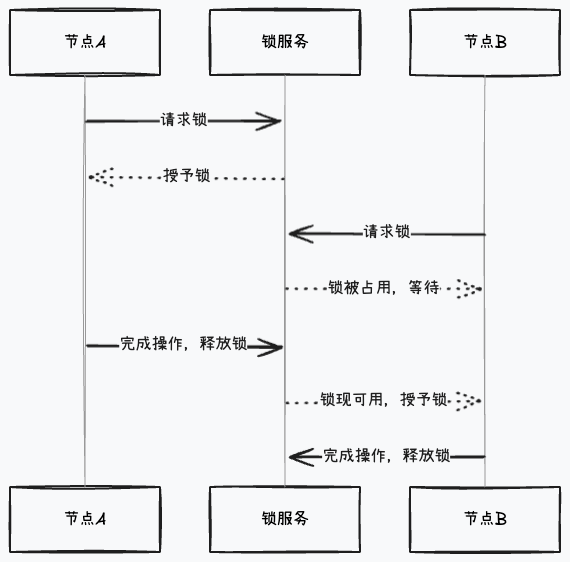 节点A
锁服务
节点B
请求锁
授予锁
请求锁
锁被占用，等待
完成操作，释放锁
锁现可用，授予锁
完成操作，释放锁
节点A
锁服务
节点B